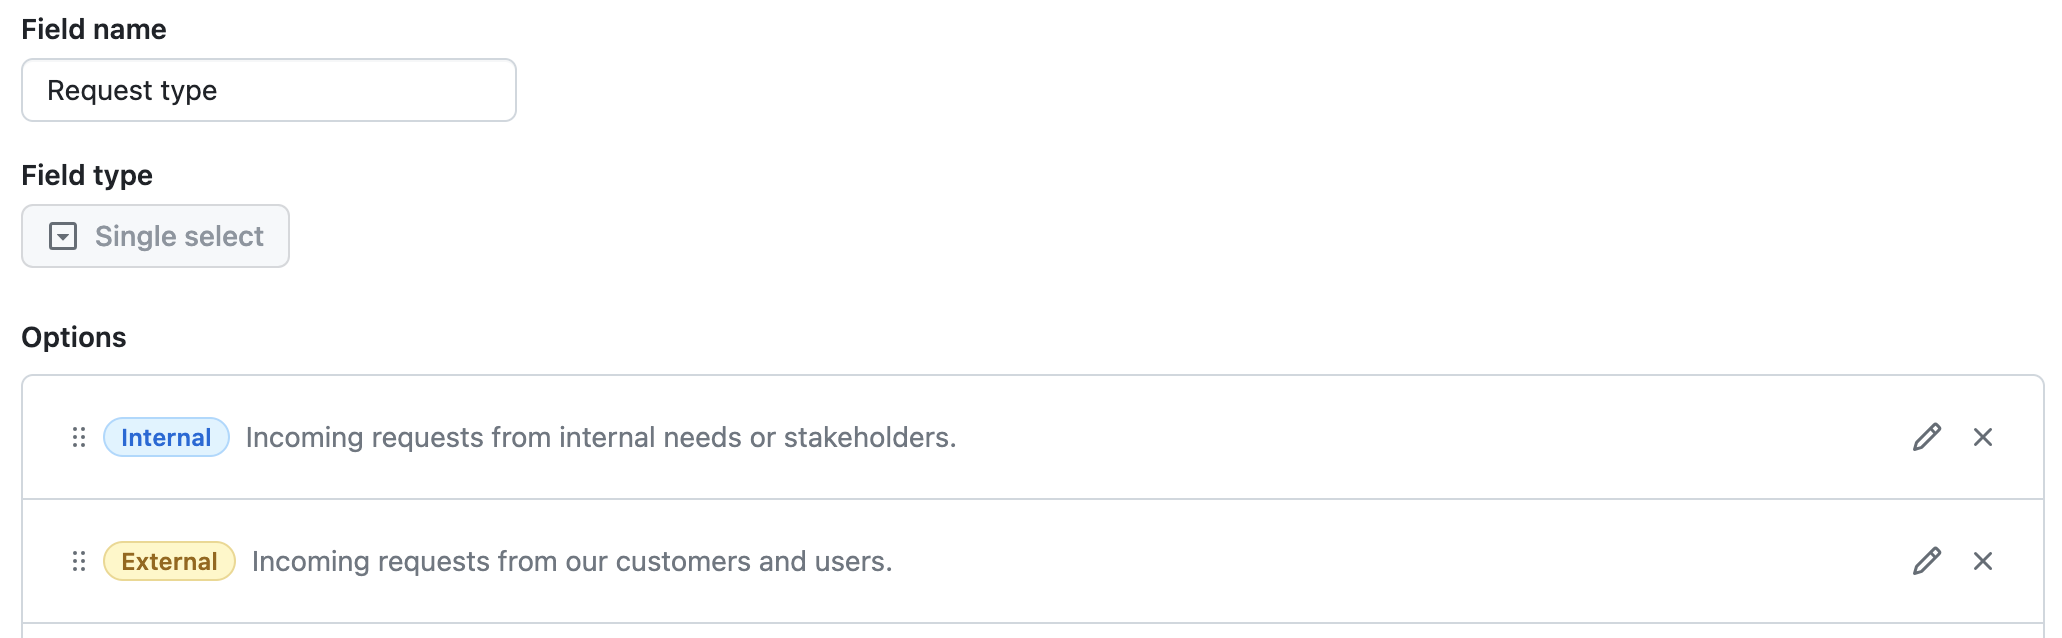 Field name
Request type
Field type
Single select
Options
Internal Incoming requests from internal needs or stakeholders.
External Incoming requests from our customers and users.